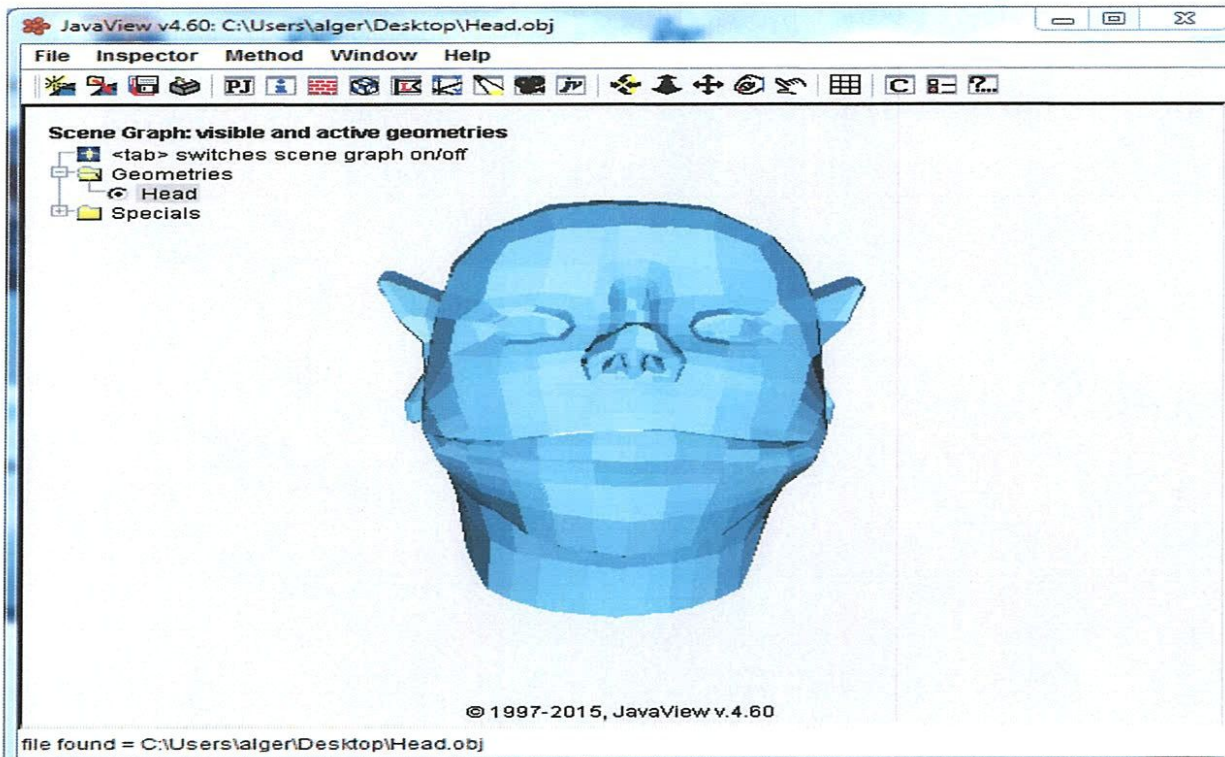 JavaView v4.60: C:\Users\alger\Desktop\Head.obj
File Inspector Method Window Help
PJ i jv C ?...
Scene Graph: visible and active geometries
<tab> switches scene graph on/off
Geometries
Head
Specials
© 1997-2015, JavaView v.4.60
file found = C:\Users\alger\Desktop\Head.obj